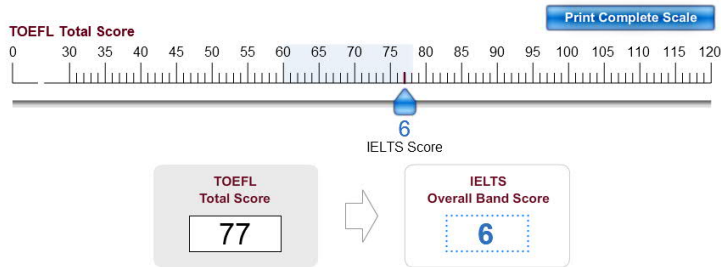 Print Complete Scale
TOEFL Total Score
0 30 35 40 45 50 55 60 65 70 75 80 85 90 95 100 105 110 115 120
6
IELTS Score
TOEFL
Total Score
77
IELTS
Overall Band Score
6